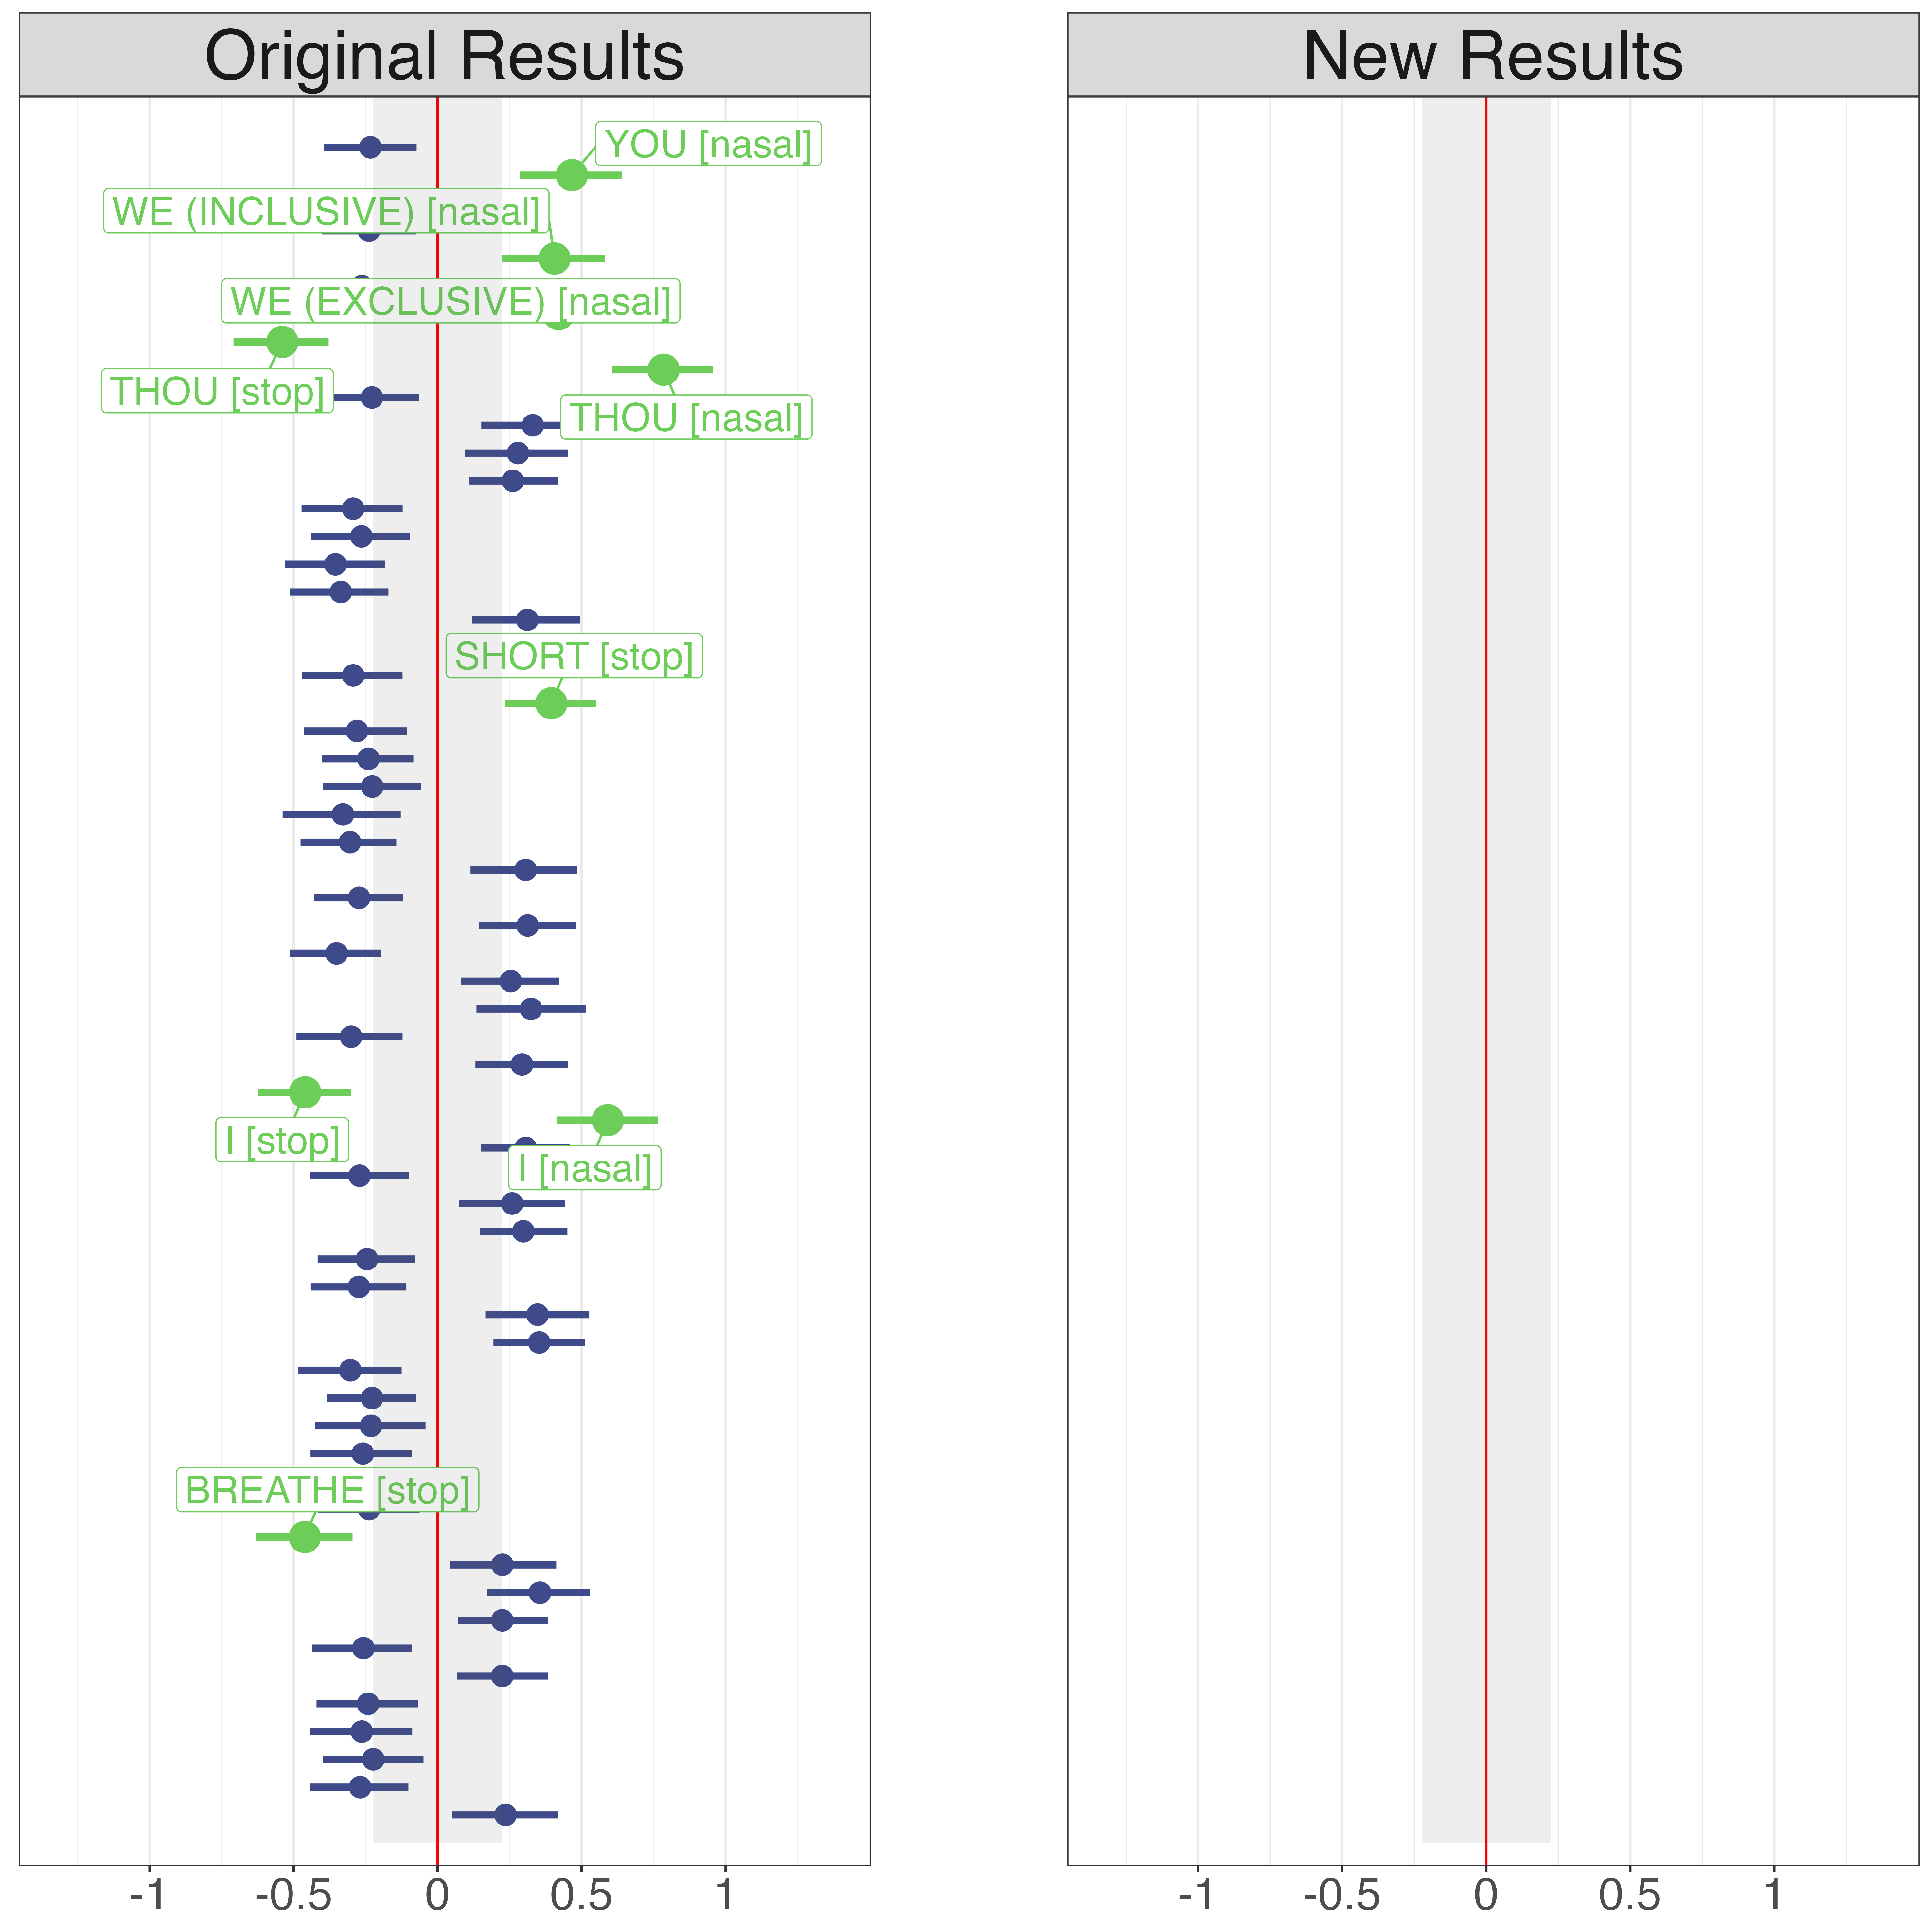 Original Results
New Results
YOU [nasal]
WE (INCLUSIVE) [nasal]
WE (EXCLUSIVE) [nasal]
THOU [stop]
THOU [nasal]
SHORT [stop]
I [stop]
I [nasal]
BREATHE [stop]
-1 -0.5 0 0.5 1
-1 -0.5 0 0.5 1